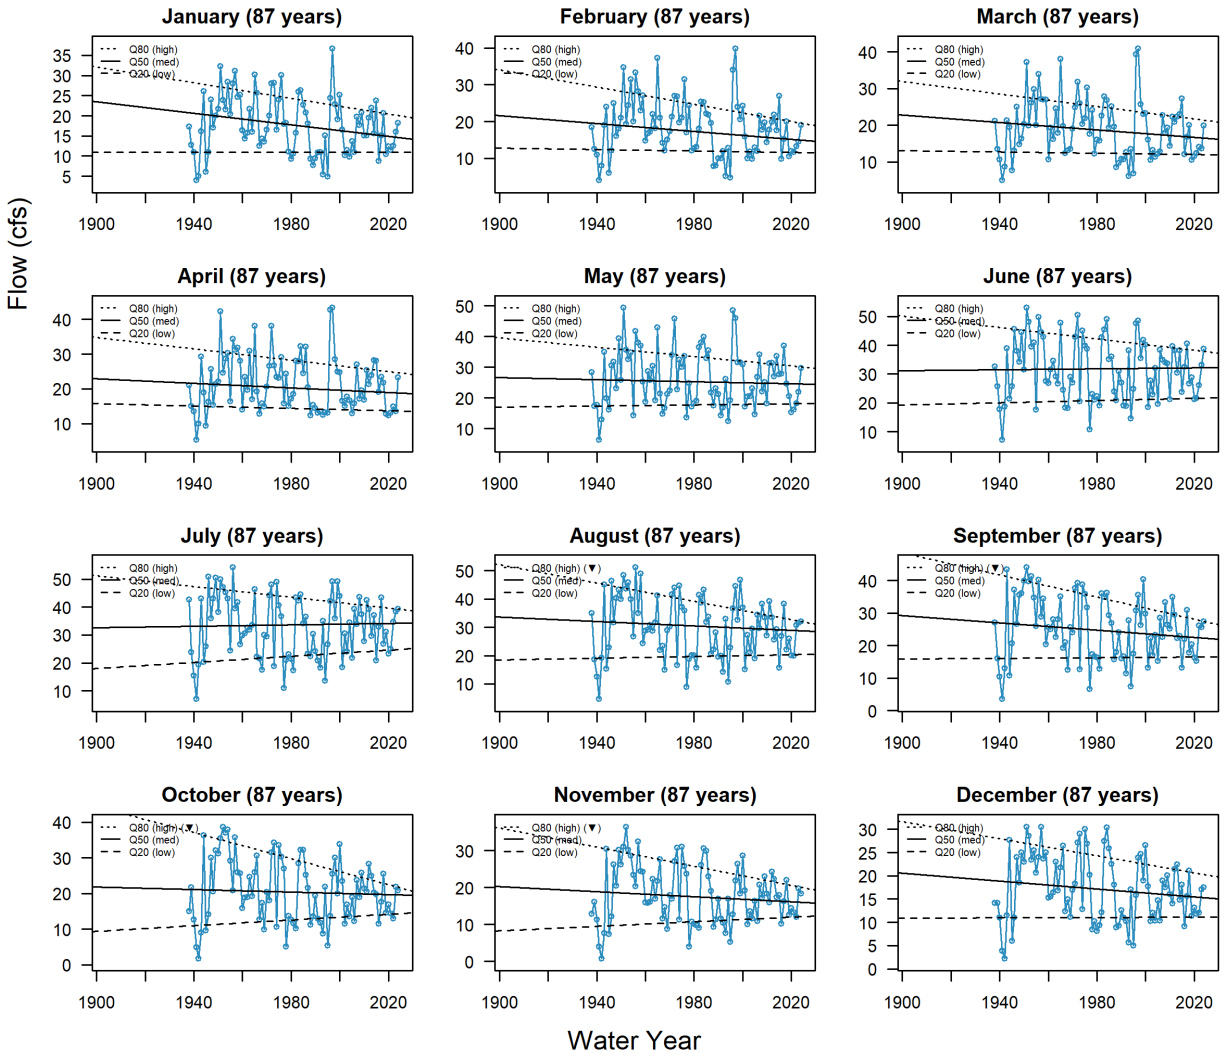 January (87 years)
Q80 (high)
Q50 (med)
Q20 (low)
35
30
25
20
15
10
5
1900
1940
1980
2020
February (87 years)
Q80 (high)
Q50 (med)
Q20 (low)
40
30
20
10
1900
1940
1980
2020
March (87 years)
Q80 (high)
Q50 (med)
Q20 (low)
40
30
20
10
1900
1940
1980
2020
Flow (cfs)
April (87 years)
Q80 (high)
Q50 (med)
Q20 (low)
40
30
20
10
1900
1940
1980
2020
May (87 years)
Q80 (high)
Q50 (med)
Q20 (low)
50
40
30
20
10
1900
1940
1980
2020
June (87 years)
Q80 (high)
Q50 (med)
Q20 (low)
50
40
30
20
10
1900
1940
1980
2020
July (87 years)
Q80 (high)
Q50 (med)
Q20 (low)
50
40
30
20
10
1900
1940
1980
2020
August (87 years)
Q80 (high) (▼)
Q50 (med)
Q20 (low)
50
40
30
20
10
1900
1940
1980
2020
September (87 years)
Q80 (high) (▼)
Q50 (med)
Q20 (low)
40
30
20
10
0
1900
1940
1980
2020
October (87 years)
Q80 (high) (▼)
Q50 (med)
Q20 (low)
40
30
20
10
0
1900
1940
1980
2020
November (87 years)
Q80 (high) (▼)
Q50 (med)
Q20 (low)
30
20
10
0
1900
1940
1980
2020
December (87 years)
Q80 (high)
Q50 (med)
Q20 (low)
30
25
20
15
10
5
0
1900
1940
1980
2020
Water Year